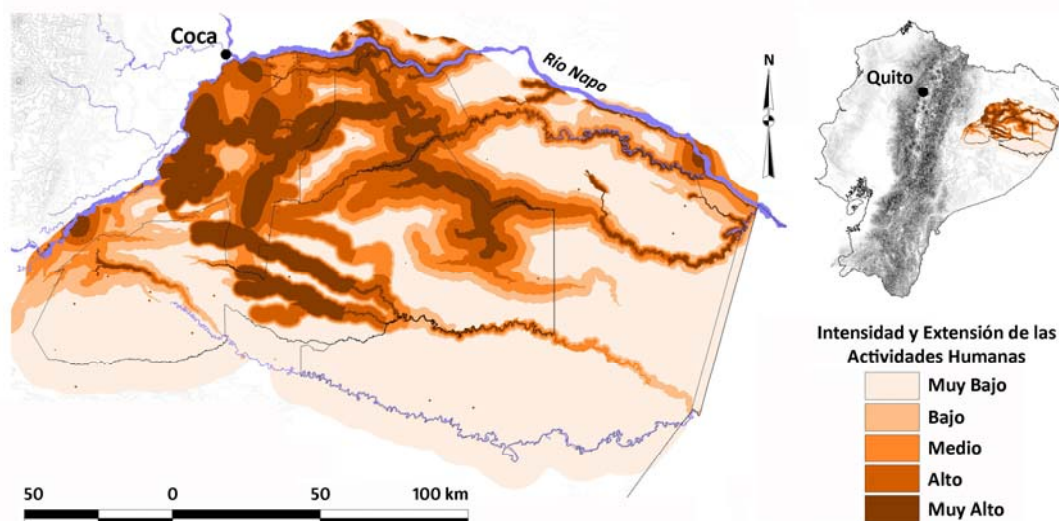 Coca
Río Napo
N
Quito
Intensidad y Extensión de las
Actividades Humanas
Muy Bajo
Bajo
Medio
Alto
Muy Alto
50 0 50 100 km